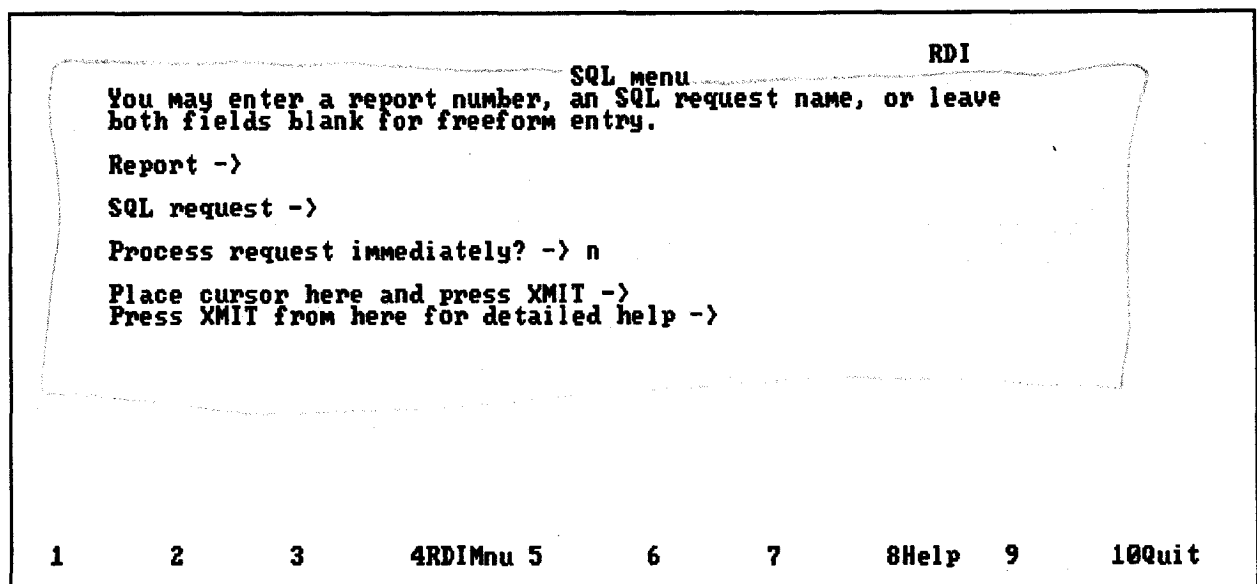 RDI
SQL menu
You may enter a report number, an SQL request name, or leave
both fields blank for freeform entry.
Report ->
SQL request ->
Process request immediately? -> n
Place cursor here and press XMIT ->
Press XMIT from here for detailed help ->
1 2 3 4RDIMnu 5 6 7 8Help 9 10Quit